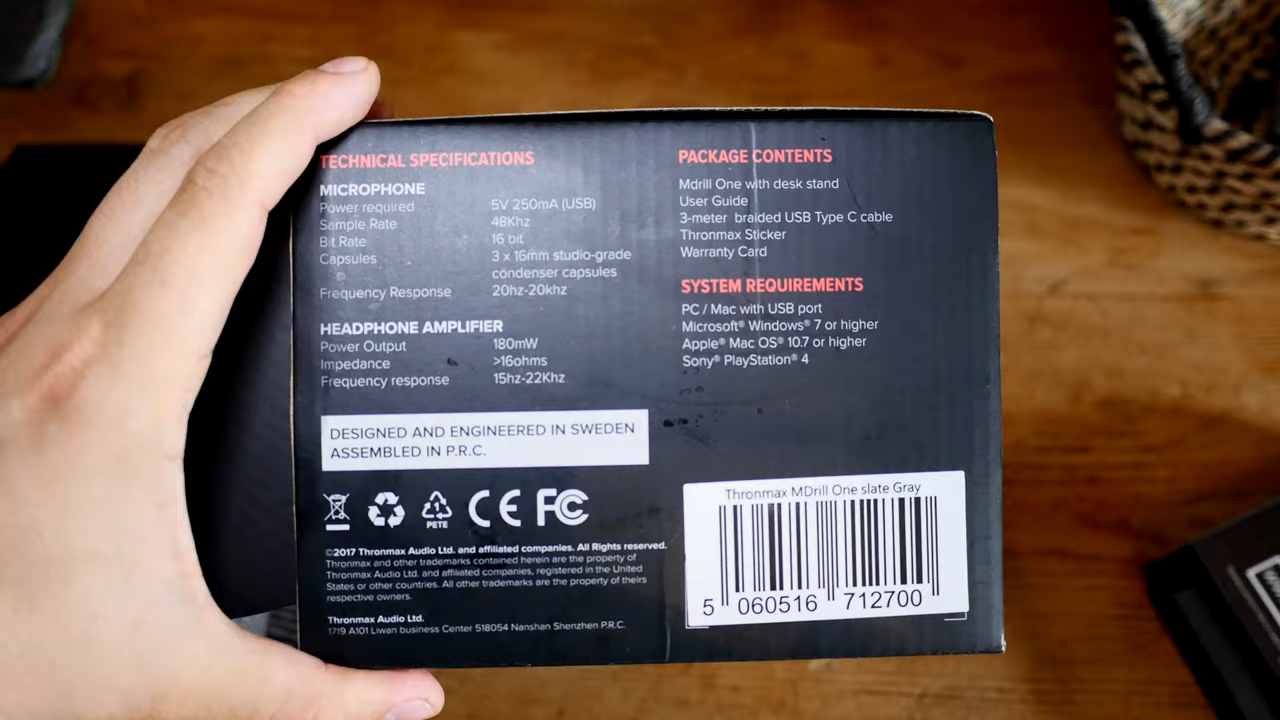 TECHNICAL SPECIFICATIONS
MICROPHONE
Power required 5V 250mA (USB)
Sample Rate 48Khz
Bit Rate 16 bit
Capsules 3 x 16mm studio-grade
condenser capsules
Frequency Response 20hz-20khz
HEADPHONE AMPLIFIER
Power Output 180mW
Impedance >16ohms
Frequency response 15hz-22Khz
DESIGNED AND ENGINEERED IN SWEDEN
ASSEMBLED IN P.R.C.
1
PETE
CE FC
©2017 Thronmax Audio Ltd. and affiliated companies. All Rights reserved.
Thronmax and other trademarks contained herein are the property of
Thronmax Audio Ltd. and affiliated companies, registered in the United
States or other countries. All other trademarks are the property of theirs
respective owners.
Thronmax Audio Ltd.
1719 A101 Liwan business Center 518054 Nanshan Shenzhen P.R.C.
PACKAGE CONTENTS
Mdrill One with desk stand
User Guide
3-meter braided USB Type C cable
Thronmax Sticker
Warranty Card
SYSTEM REQUIREMENTS
PC / Mac with USB port
Microsoft® Windows® 7 or higher
Apple® Mac OS® 10.7 or higher
Sony® PlayStation® 4
Thronmax MDrill One slate Gray
5 060516 712700